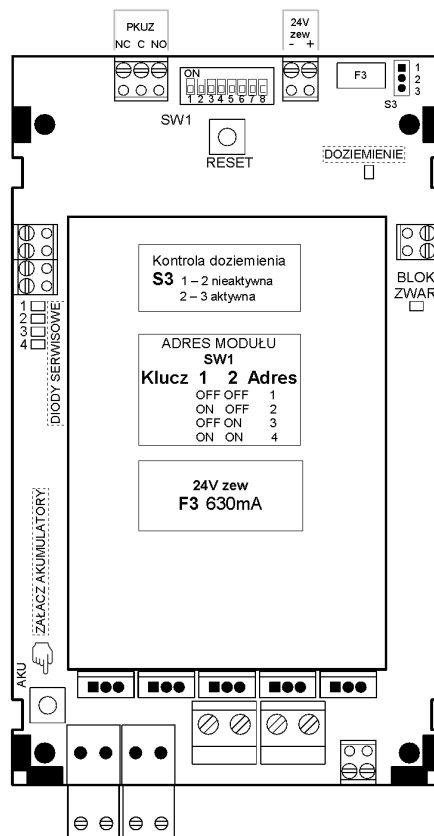 PKUZ
NC C NO
24V
zew
- +
ON
1 2 3 4 5 6 7 8
SW1
RESET
F3
1
2
3
S3
DOZIEMIENIE
BLOK
ZWAR
1
2
3
4
DIODY SERWISOWE
Kontrola doziemienia
S3 1 – 2 nieaktywna
2 – 3 aktywna
ADRES MODUŁU
SW1
Klucz 1 2 Adres
OFF OFF 1
ON OFF 2
OFF ON 3
ON ON 4
24V zew
F3 630mA
ZAŁĄCZ AKUMULATORY
AKU